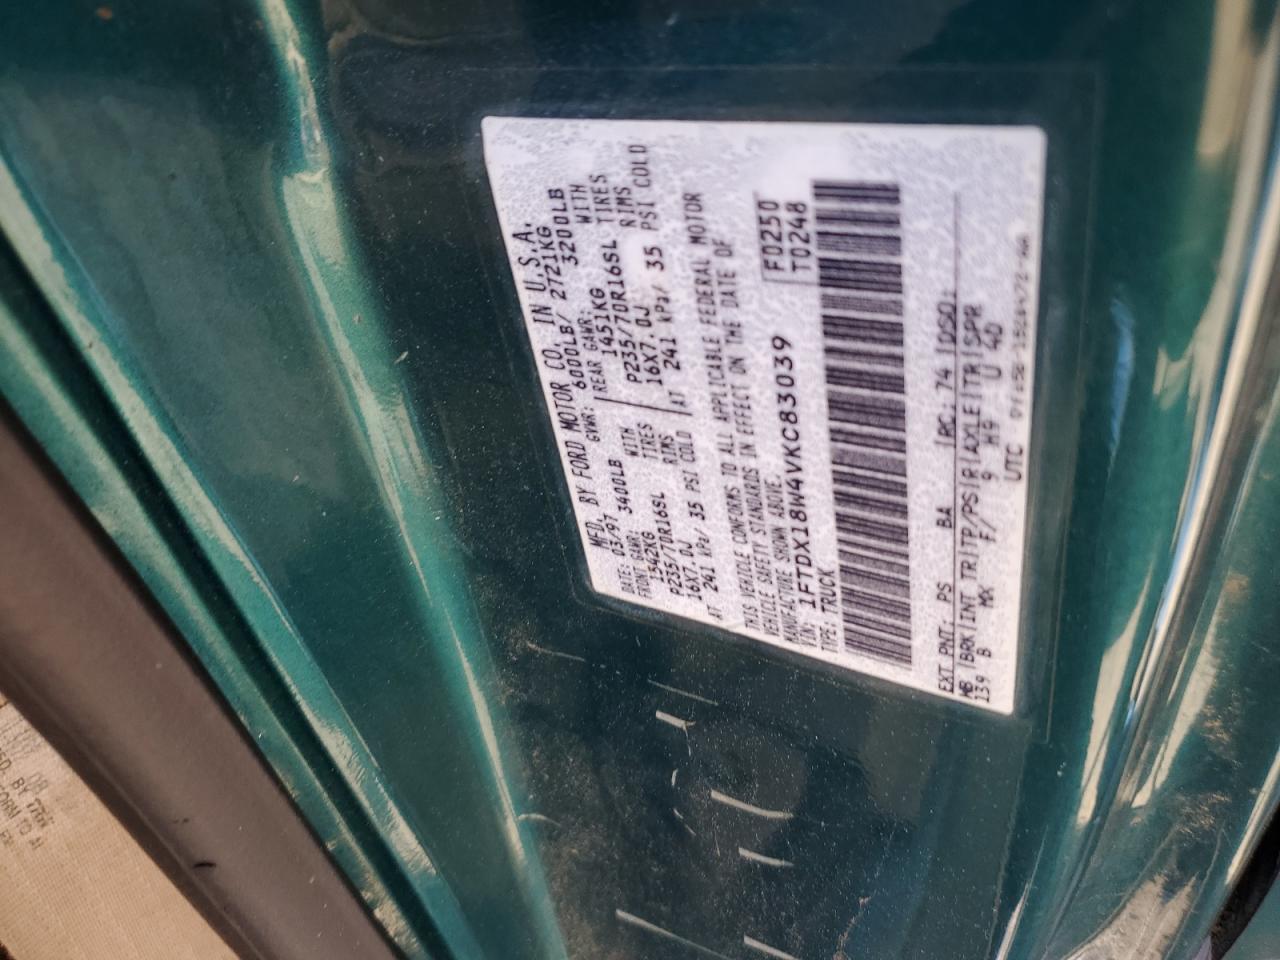 MFD. BY FORD MOTOR CO. IN U.S.A.
DATE: 03/97 GVWR: 6000LB/ 2721KG
FRONT GAWR: 3400LB REAR GAWR: 3200LB
1542KG WITH 1451KG WITH
P235/70R16SL TIRES P235/70R16SL TIRES
16X7.0J RIMS 16X7.0J RIMS
AT 241 kPa/ 35 PSI COLD AT 241 kPa/ 35 PSI COLD
THIS VEHICLE CONFORMS TO ALL APPLICABLE FEDERAL MOTOR
VEHICLE SAFETY STANDARDS IN EFFECT ON THE DATE OF
MANUFACTURE SHOWN ABOVE.
VIN: 1FTDX18W4VKC83039
TYPE: TRUCK
F0250
T0248
EXT PNT: PS BA RC: 74 DSO:
WB BRK INT TR TP/PS R AXLE TR SPR
139 B MX F/ 9 H9 U 4D
UTC